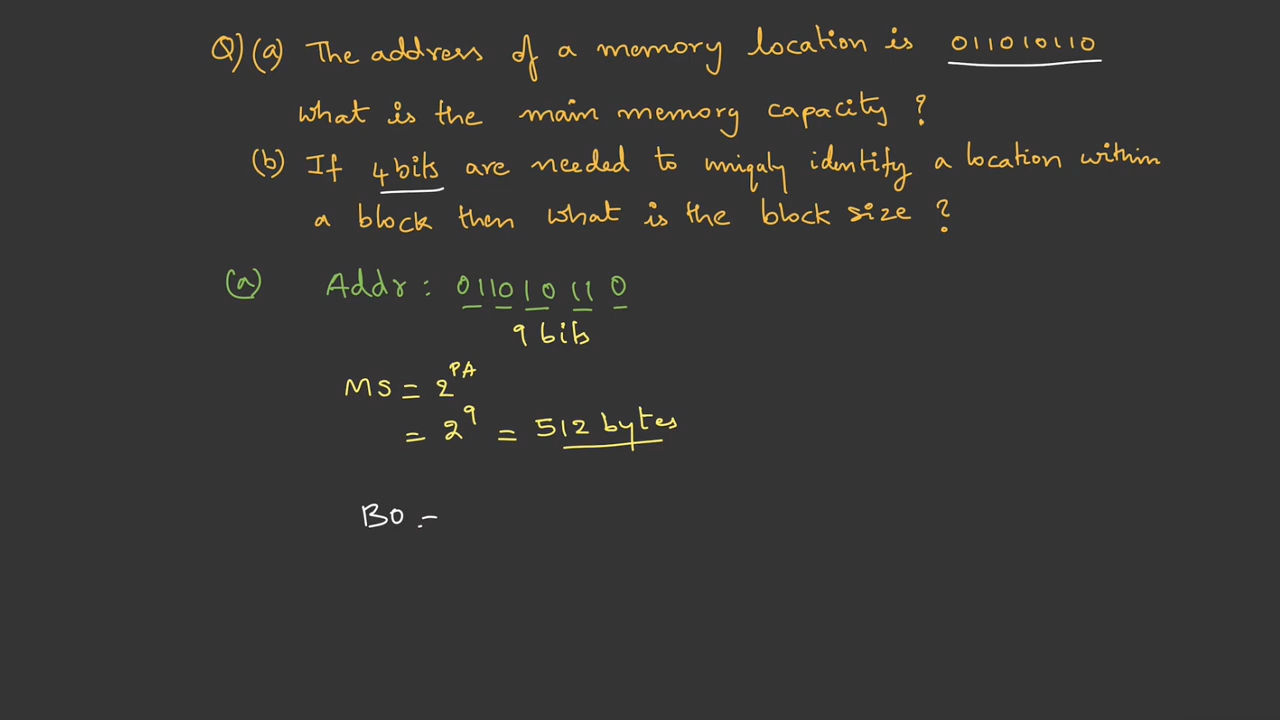 Q) (a) The address of a memory location is 011010110
what is the main memory capacity ?
(b) If 4 bits are needed to uniqaly identify a location within
a block then what is the block size ?
(a) Addr : 011010110
9 bits
MS = 2^PA
= 2^9 = 512 bytes
BO =